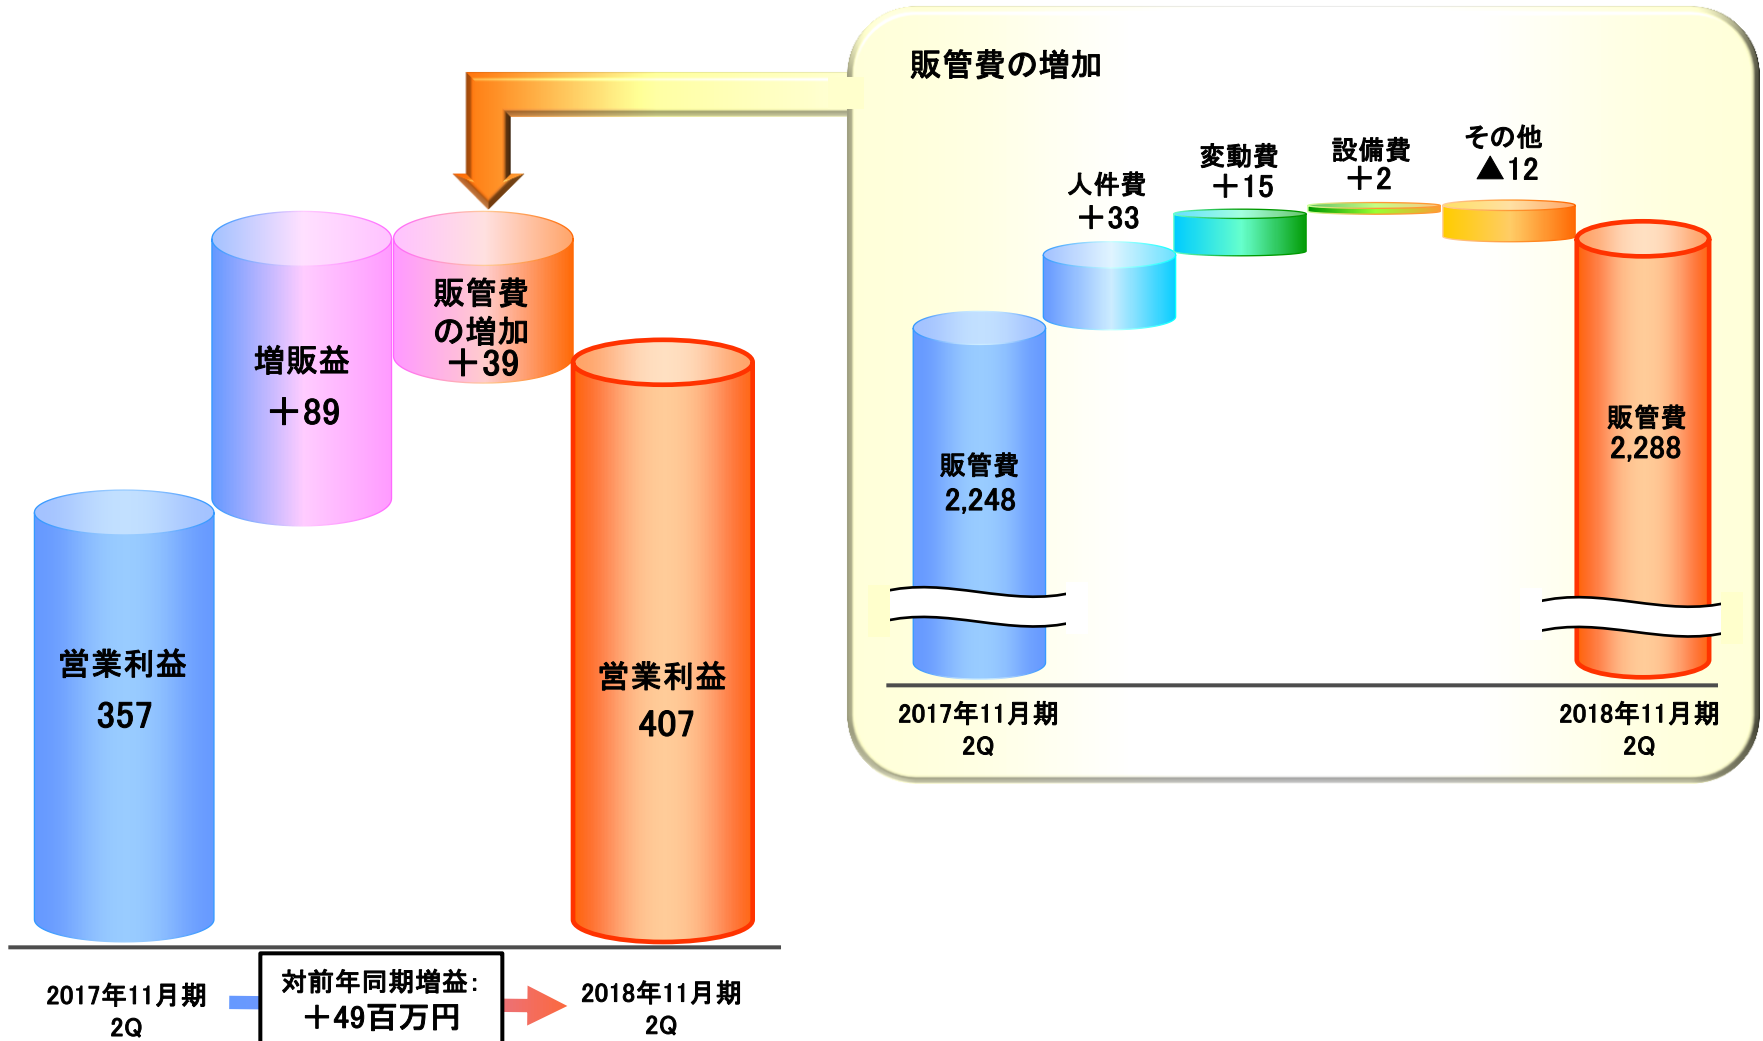 販管費の増加
人件費
＋33
変動費
＋15
設備費
＋2
その他
▲12
販管費
2,248
販管費
2,288
2017年11月期
2Q
2018年11月期
2Q
増販益
＋89
販管費
の増加
＋39
営業利益
357
営業利益
407
2017年11月期
2Q
対前年同期増益：
＋49百万円
2018年11月期
2Q